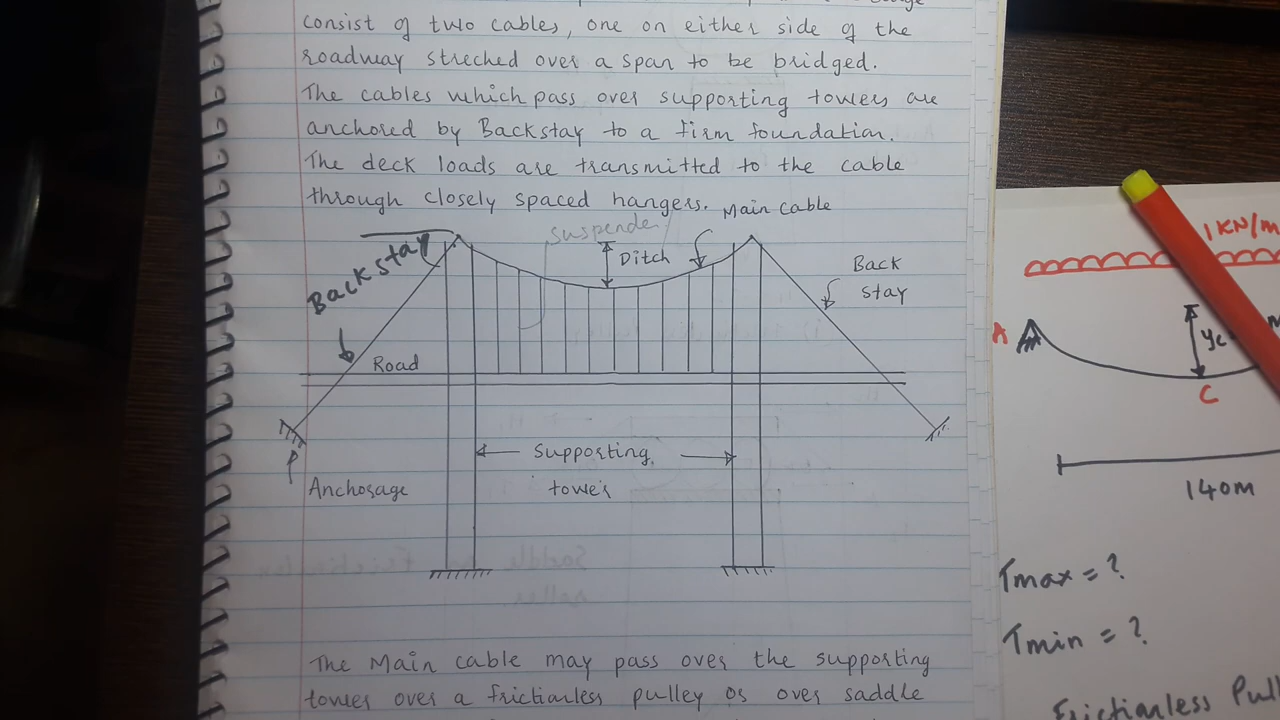 consist of two cables, one on either side of the
roadway streched over a span to be bridged.
The cables which pass over supporting towers are
anchored by Backstay to a firm foundation.
The deck loads are transmitted to the cable
through closely spaced hangers.
Main cable
suspender
Ditch
Backstay
Back
stay
Road
supporting
tower
Anchorage
The Main cable may pass over the supporting
tower over a frictionless pulley or over saddle
1KN/m
A
yc
C
140m
Tmax = ?
Tmin = ?
Frictionless Pull